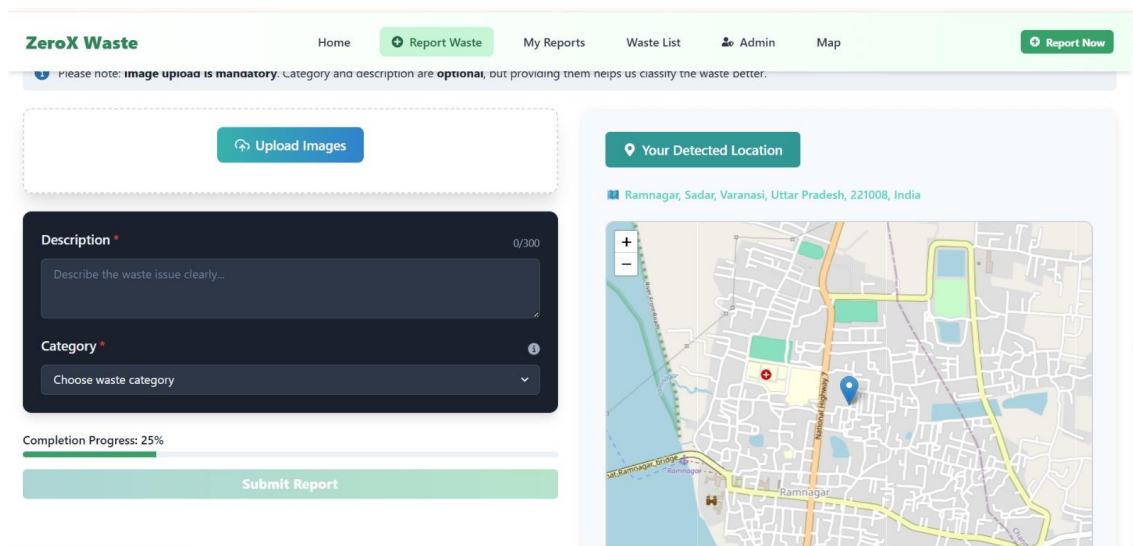 ZeroX Waste
Home
Report Waste
My Reports
Waste List
Admin
Map
Report Now
Please note: Image upload is mandatory. Category and description are optional, but providing them helps us classify the waste better.
Upload Images
Description *
0/300
Describe the waste issue clearly...
Category *
Choose waste category
Completion Progress: 25%
Submit Report
Your Detected Location
Ramnagar, Sadar, Varanasi, Uttar Pradesh, 221008, India
+
−
National Highway 7
Ramnagar
Ramnagar